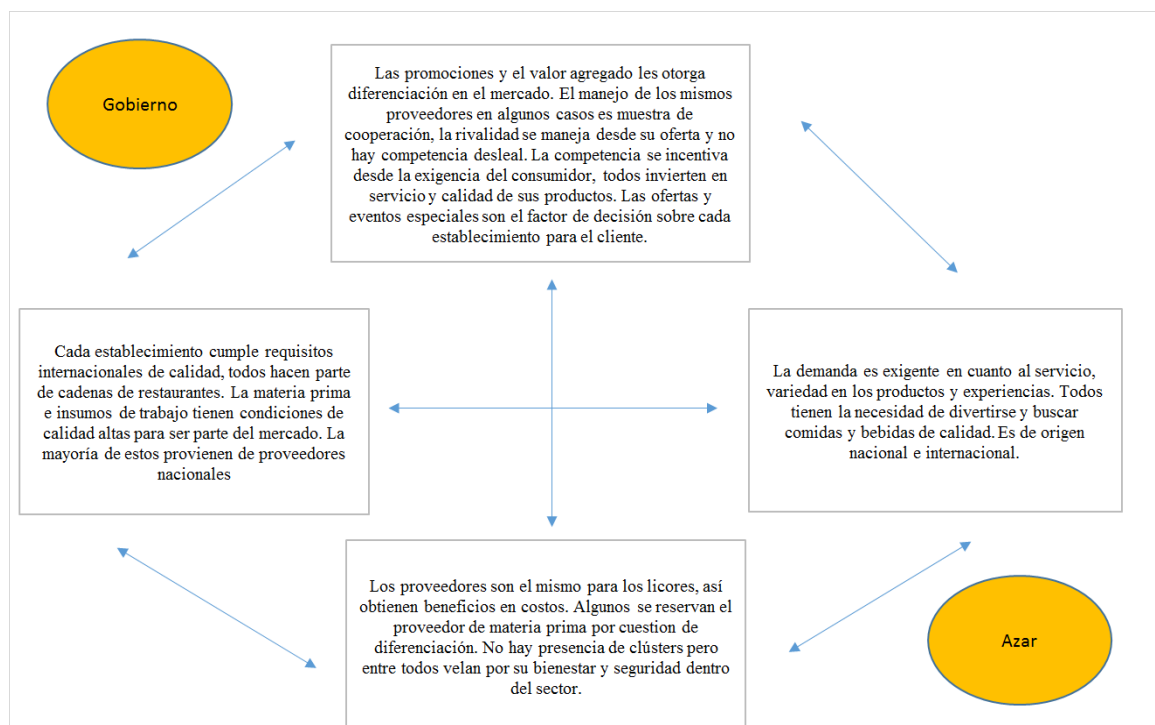 Gobierno
Las promociones y el valor agregado les otorga
diferenciación en el mercado. El manejo de los mismos
proveedores en algunos casos es muestra de
cooperación, la rivalidad se maneja desde su oferta y no
hay competencia desleal. La competencia se incentiva
desde la exigencia del consumidor, todos invierten en
servicio y calidad de sus productos. Las ofertas y
eventos especiales son el factor de decisión sobre cada
establecimiento para el cliente.
Cada establecimiento cumple requisitos
internacionales de calidad, todos hacen parte
de cadenas de restaurantes. La materia prima
e insumos de trabajo tienen condiciones de
calidad altas para ser parte del mercado. La
mayoría de estos provienen de proveedores
nacionales
La demanda es exigente en cuanto al servicio,
variedad en los productos y experiencias. Todos
tienen la necesidad de divertirse y buscar
comidas y bebidas de calidad. Es de origen
nacional e internacional.
Los proveedores son el mismo para los licores, así
obtienen beneficios en costos. Algunos se reservan el
proveedor de materia prima por cuestion de
diferenciación. No hay presencia de clústers pero
entre todos velan por su bienestar y seguridad dentro
del sector.
Azar